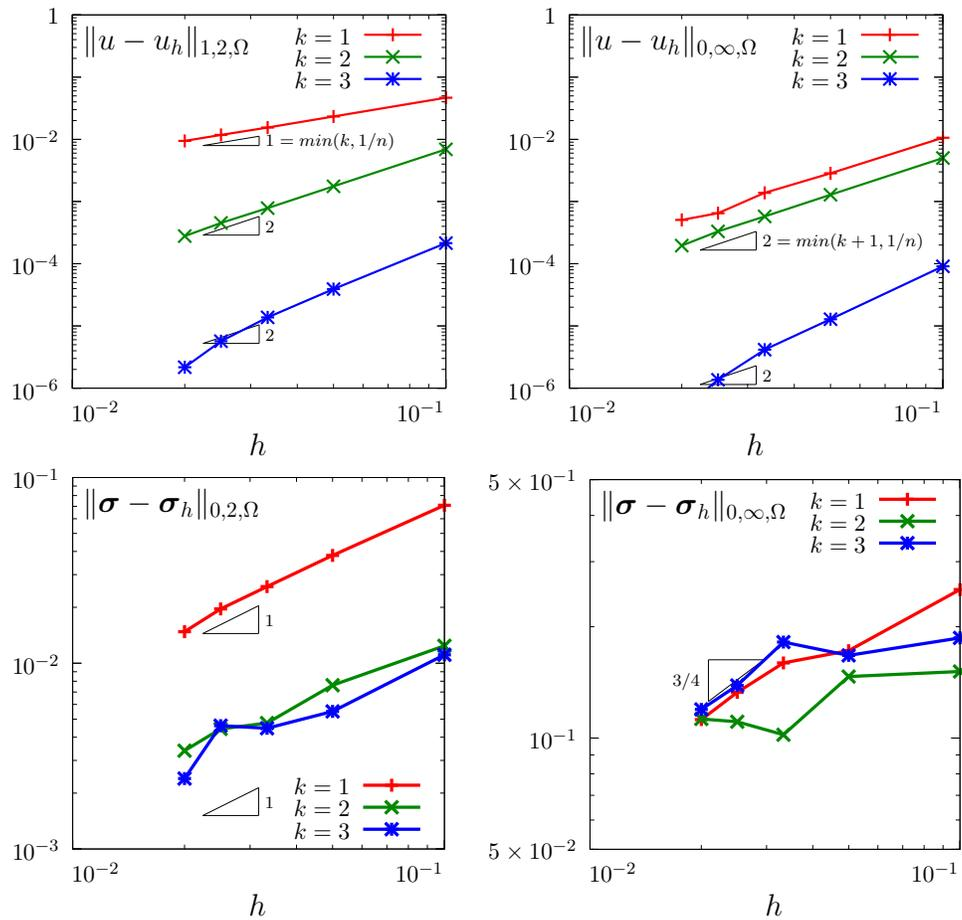 1
10⁻²
10⁻⁴
10⁻⁶
‖u − u_h‖_{1,2,Ω}
k = 1
k = 2
k = 3
1 = min(k, 1/n)
2
2
10⁻²
10⁻¹
h
1
10⁻²
10⁻⁴
10⁻⁶
‖u − u_h‖_{0,∞,Ω}
k = 1
k = 2
k = 3
2 = min(k + 1, 1/n)
2
10⁻²
10⁻¹
h
10⁻¹
10⁻²
10⁻³
‖σ − σ_h‖_{0,2,Ω}
1
1
k = 1
k = 2
k = 3
10⁻²
10⁻¹
h
5 × 10⁻¹
10⁻¹
5 × 10⁻²
‖σ − σ_h‖_{0,∞,Ω}
k = 1
k = 2
k = 3
3/4
10⁻²
10⁻¹
h